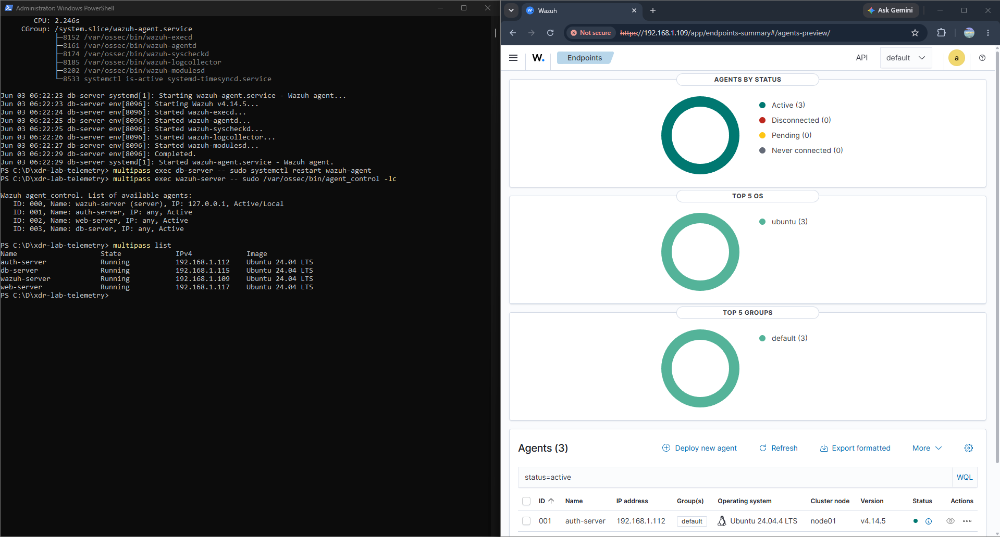 Administrator: Windows PowerShell
CPU: 2.246s
CGroup: /system.slice/wazuh-agent.service
├─8152 /var/ossec/bin/wazuh-execd
├─8161 /var/ossec/bin/wazuh-agentd
├─8174 /var/ossec/bin/wazuh-syscheckd
├─8185 /var/ossec/bin/wazuh-logcollector
├─8202 /var/ossec/bin/wazuh-modulesd
└─8533 systemctl is-active systemd-timesyncd.service
Jun 03 06:22:23 db-server systemd[1]: Starting wazuh-agent.service - Wazuh agent...
Jun 03 06:22:23 db-server env[8096]: Starting Wazuh v4.14.5...
Jun 03 06:22:24 db-server env[8096]: Started wazuh-execd...
Jun 03 06:22:25 db-server env[8096]: Started wazuh-agentd...
Jun 03 06:22:25 db-server env[8096]: Started wazuh-syscheckd...
Jun 03 06:22:26 db-server env[8096]: Started wazuh-logcollector...
Jun 03 06:22:27 db-server env[8096]: Started wazuh-modulesd...
Jun 03 06:22:29 db-server env[8096]: Completed.
Jun 03 06:22:29 db-server systemd[1]: Started wazuh-agent.service - Wazuh agent.
PS C:\D\xdr-lab-telemetry> multipass exec db-server -- sudo systemctl restart wazuh-agent
PS C:\D\xdr-lab-telemetry> multipass exec wazuh-server -- sudo /var/ossec/bin/agent_control -lc
Wazuh agent_control. List of available agents:
ID: 000, Name: wazuh-server (server), IP: 127.0.0.1, Active/Local
ID: 001, Name: auth-server, IP: any, Active
ID: 002, Name: web-server, IP: any, Active
ID: 003, Name: db-server, IP: any, Active
PS C:\D\xdr-lab-telemetry> multipass list
Name State IPv4 Image
auth-server Running 192.168.1.112 Ubuntu 24.04 LTS
db-server Running 192.168.1.115 Ubuntu 24.04 LTS
wazuh-server Running 192.168.1.109 Ubuntu 24.04 LTS
web-server Running 192.168.1.117 Ubuntu 24.04 LTS
PS C:\D\xdr-lab-telemetry>
W Wazuh
Ask Gemini
Not secure https://192.168.1.109/app/endpoints-summary#/agents-preview/
W. Endpoints API default a
AGENTS BY STATUS
Active (3)
Disconnected (0)
Pending (0)
Never connected (0)
TOP 5 OS
ubuntu (3)
TOP 5 GROUPS
default (3)
Agents (3) Deploy new agent Refresh Export formatted More
status=active WQL
ID Name IP address Group(s) Operating system Cluster node Version Status Actions
001 auth-server 192.168.1.112 default Ubuntu 24.04.4 LTS node01 v4.14.5